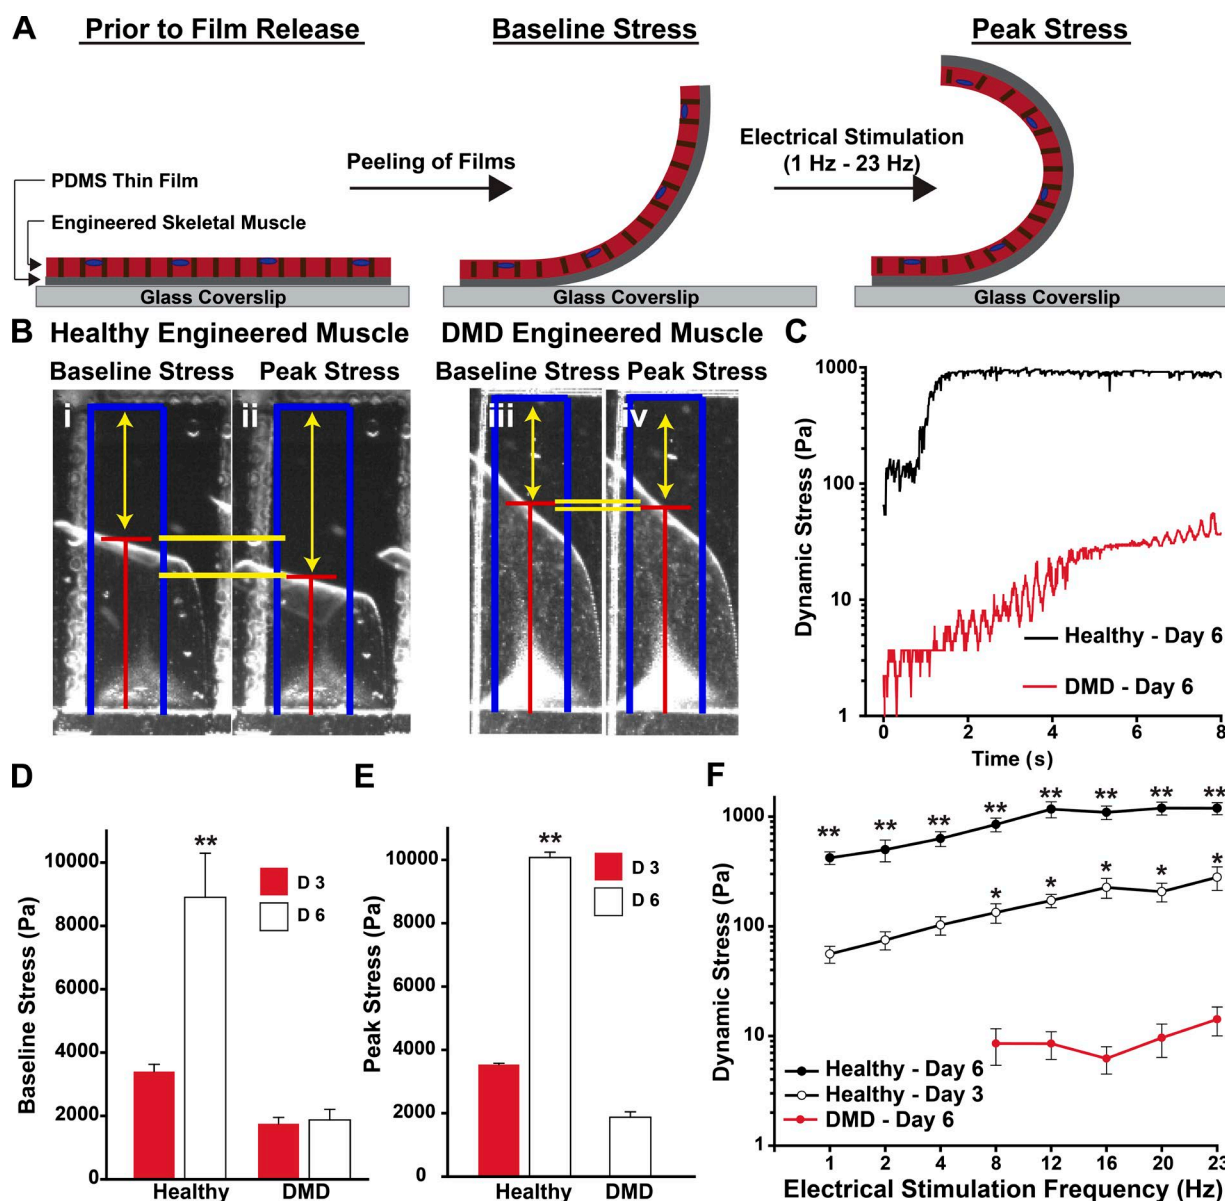 A
Prior to Film Release
Baseline Stress
Peak Stress
PDMS Thin Film
Engineered Skeletal Muscle
Peeling of Films
Electrical Stimulation
(1 Hz - 23 Hz)
Glass Coverslip
Glass Coverslip
Glass Coverslip
B
Healthy Engineered Muscle
DMD Engineered Muscle
Baseline Stress
Peak Stress
Baseline Stress
Peak Stress
i
ii
iii
iv
C
Dynamic Stress (Pa)
1000
100
10
1
Healthy - Day 6
DMD - Day 6
0
2
4
6
8
Time (s)
D
Baseline Stress (Pa)
10000
8000
6000
4000
2000
0
**
D 3
D 6
Healthy
DMD
E
Peak Stress (Pa)
10000
8000
6000
4000
2000
0
**
D 3
D 6
Healthy
DMD
F
Dynamic Stress (Pa)
1000
100
10
1
** ** ** ** ** ** ** **
* * * * *
Healthy - Day 6
Healthy - Day 3
DMD - Day 6
1 2 4 8 12 16 20 23
Electrical Stimulation Frequency (Hz)